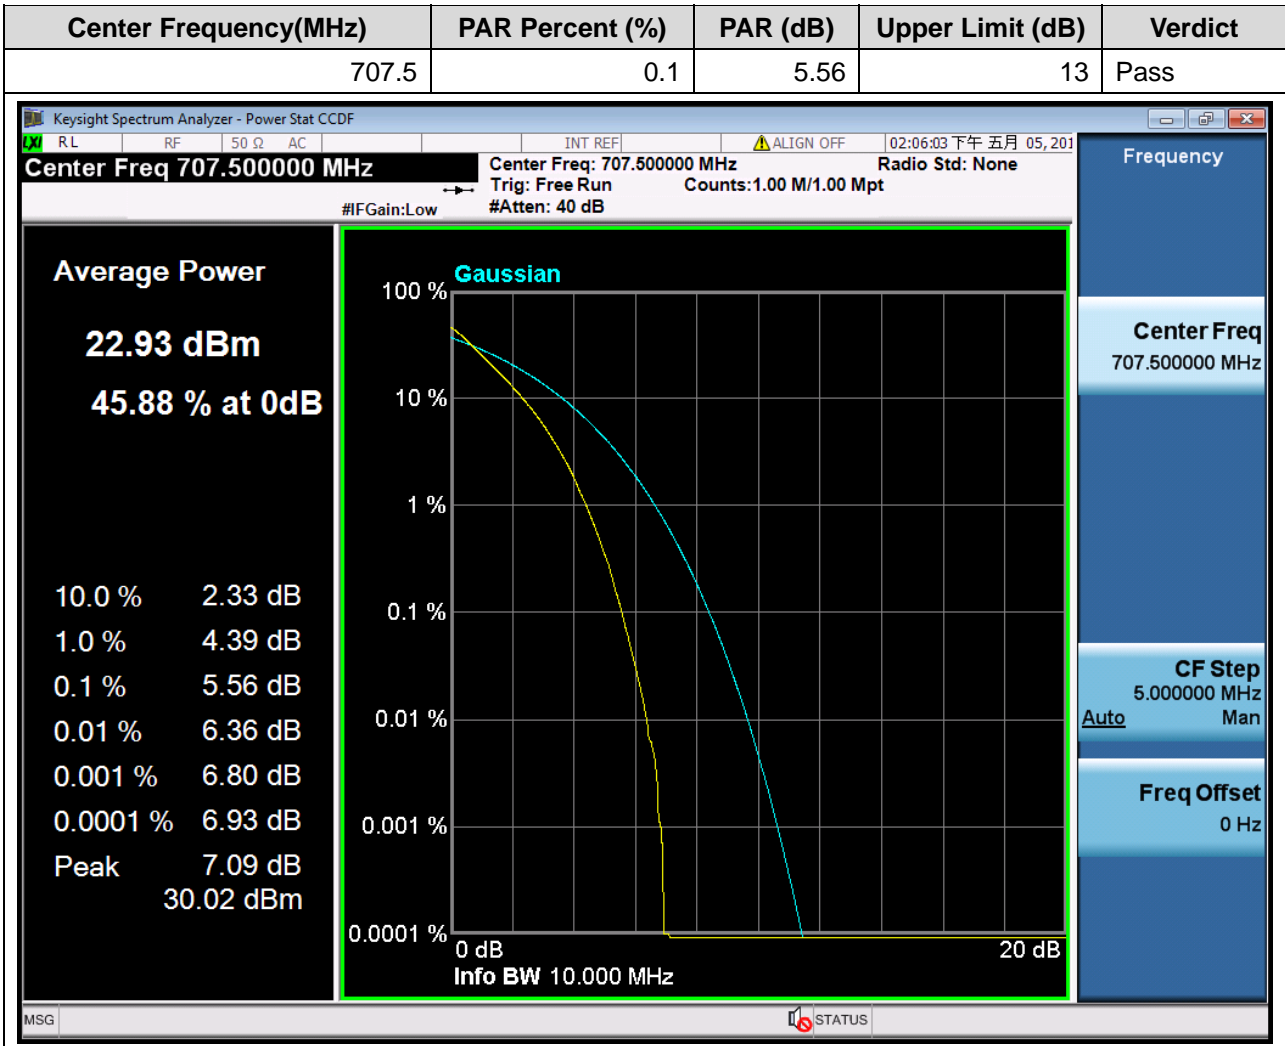 Center Frequency(MHz) PAR Percent (%) PAR (dB) Upper Limit (dB) Verdict
707.5 0.1 5.56 13 Pass
Keysight Spectrum Analyzer - Power Stat CCDF
LXI RL RF 50 Ω AC INT REF ALIGN OFF 02:06:03 下午 五月 05, 201
Center Freq 707.500000 MHz
#IFGain:Low
Center Freq: 707.500000 MHz Radio Std: None
Trig: Free Run Counts:1.00 M/1.00 Mpt
#Atten: 40 dB
Average Power
22.93 dBm
45.88 % at 0dB
10.0 % 2.33 dB
1.0 % 4.39 dB
0.1 % 5.56 dB
0.01 % 6.36 dB
0.001 % 6.80 dB
0.0001 % 6.93 dB
Peak 7.09 dB
30.02 dBm
Gaussian
100 %
10 %
1 %
0.1 %
0.01 %
0.001 %
0.0001 %
0 dB 20 dB
Info BW 10.000 MHz
Frequency
Center Freq
707.500000 MHz
CF Step
5.000000 MHz
Auto Man
Freq Offset
0 Hz
MSG STATUS